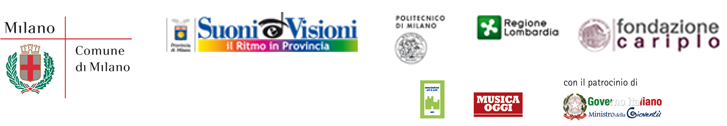 Milano
Comune
di Milano
Provincia
di Milano
Suoni Visioni
il Ritmo in Provincia
POLITECNICO
DI MILANO
Regione
Lombardia
fondazione
cariplo
MUSICA
OGGI
con il patrocinio di
Governo Italiano
Ministro della Gioventù